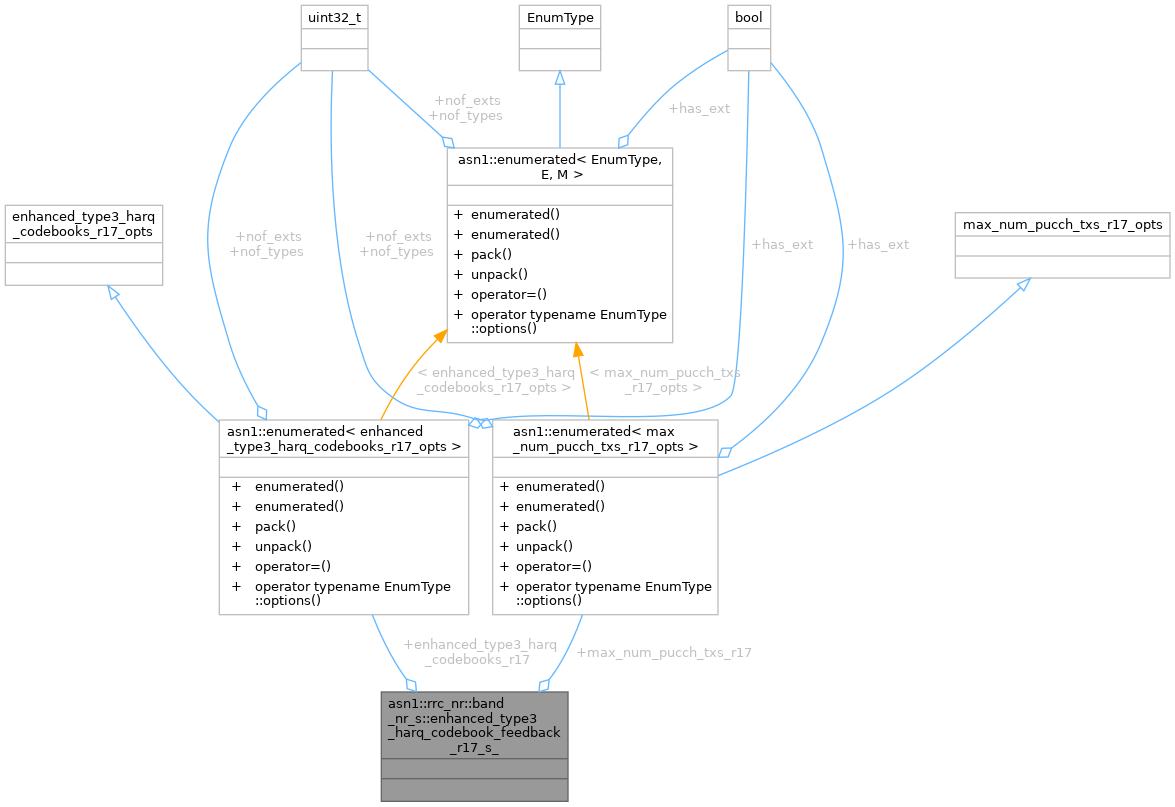 uint32_t
EnumType
bool
+nof_exts
+nof_types
+has_ext
asn1::enumerated< EnumType,
E, M >
+ enumerated()
+ enumerated()
+ pack()
+ unpack()
+ operator=()
+ operator typename EnumType
::options()
enhanced_type3_harq
_codebooks_r17_opts
max_num_pucch_txs_r17_opts
+nof_exts
+nof_types
+nof_exts
+nof_types
+has_ext
+has_ext
< enhanced_type3_harq
_codebooks_r17_opts >
< max_num_pucch_txs
_r17_opts >
asn1::enumerated< enhanced
_type3_harq_codebooks_r17_opts >
+ enumerated()
+ enumerated()
+ pack()
+ unpack()
+ operator=()
+ operator typename EnumType
::options()
asn1::enumerated< max
_num_pucch_txs_r17_opts >
+ enumerated()
+ enumerated()
+ pack()
+ unpack()
+ operator=()
+ operator typename EnumType
::options()
+enhanced_type3_harq
_codebooks_r17
+max_num_pucch_txs_r17
asn1::rrc_nr::band
_nr_s::enhanced_type3
_harq_codebook_feedback
_r17_s_